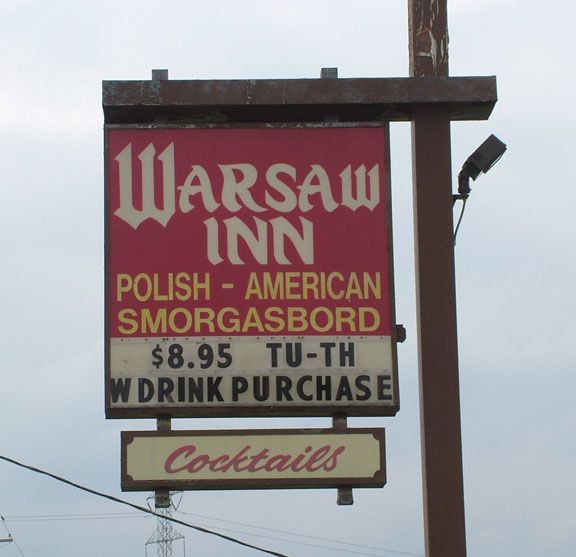 WARSAW
INN
POLISH - AMERICAN
SMORGASBORD
$8.95 TU-TH
W DRINK PURCHASE
Cocktails